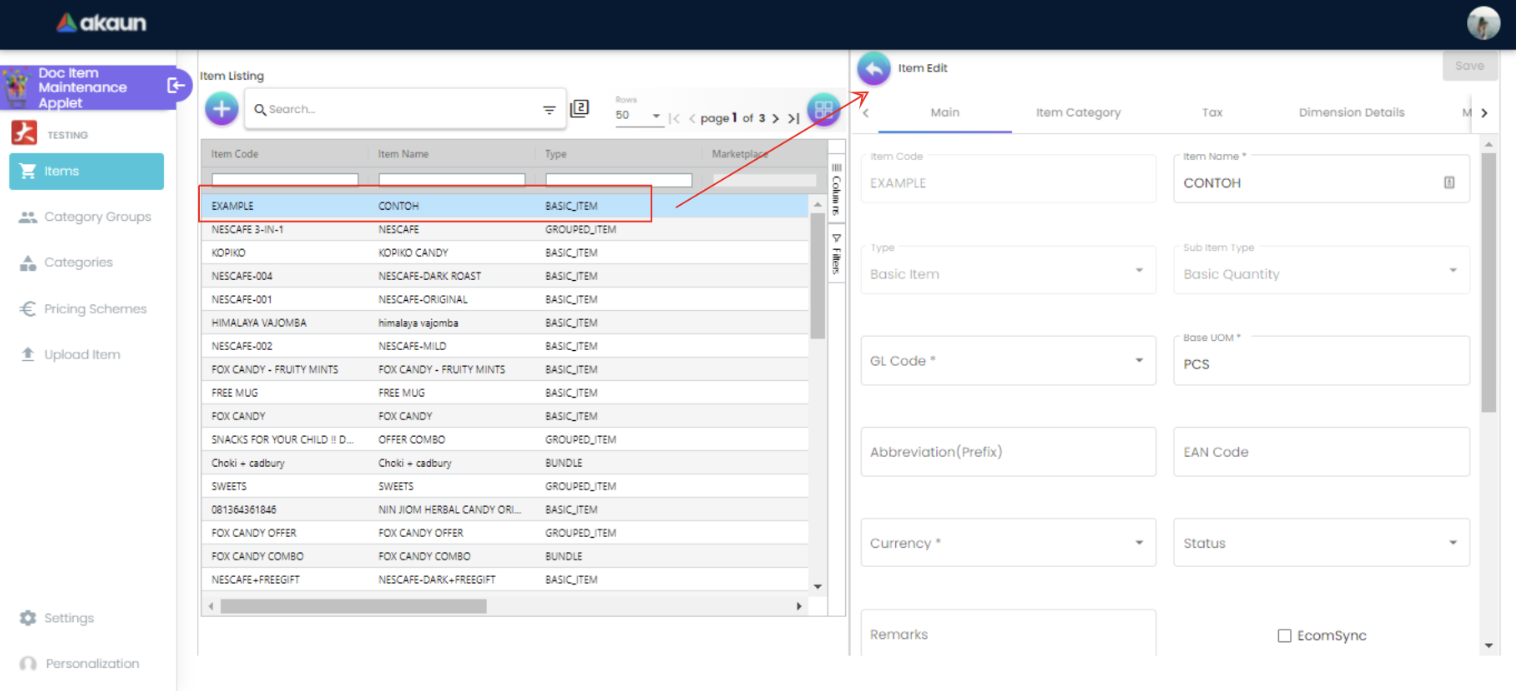 akaun
Doc Item
Maintenance
Applet
TESTING
Items
Category Groups
Categories
Pricing Schemes
Upload Item
Settings
Personalization
Item Listing
Search...
2
Rows
50
page 1 of 3
Item Code Item Name Type Marketplace
EXAMPLE CONTOH BASIC_ITEM
NESCAFE 3-IN-1 NESCAFE GROUPED_ITEM
KOPIKO KOPIKO CANDY BASIC_ITEM
NESCAFE-004 NESCAFE-DARK ROAST BASIC_ITEM
NESCAFE-001 NESCAFE-ORIGINAL BASIC_ITEM
HIMALAYA VAJOMBA himalaya vajomba BASIC_ITEM
NESCAFE-002 NESCAFE-MILD BASIC_ITEM
FOX CANDY - FRUITY MINTS FOX CANDY - FRUITY MINTS BASIC_ITEM
FREE MUG FREE MUG BASIC_ITEM
FOX CANDY FOX CANDY BASIC_ITEM
SNACKS FOR YOUR CHILD !! D... OFFER COMBO GROUPED_ITEM
Choki + cadbury Choki + cadbury BUNDLE
SWEETS SWEETS GROUPED_ITEM
081364361846 NIN JIOM HERBAL CANDY ORI... BASIC_ITEM
FOX CANDY OFFER FOX CANDY OFFER GROUPED_ITEM
FOX CANDY COMBO FOX CANDY COMBO BUNDLE
NESCAFE+FREEGIFT NESCAFE-DARK+FREEGIFT BASIC_ITEM
Columns
Filters
Item Edit
Save
Main Item Category Tax Dimension Details M
Item Code
EXAMPLE
Item Name *
CONTOH
Type
Basic Item
Sub Item Type
Basic Quantity
GL Code *
Base UOM *
PCS
Abbreviation(Prefix)
EAN Code
Currency *
Status
Remarks
EcomSync